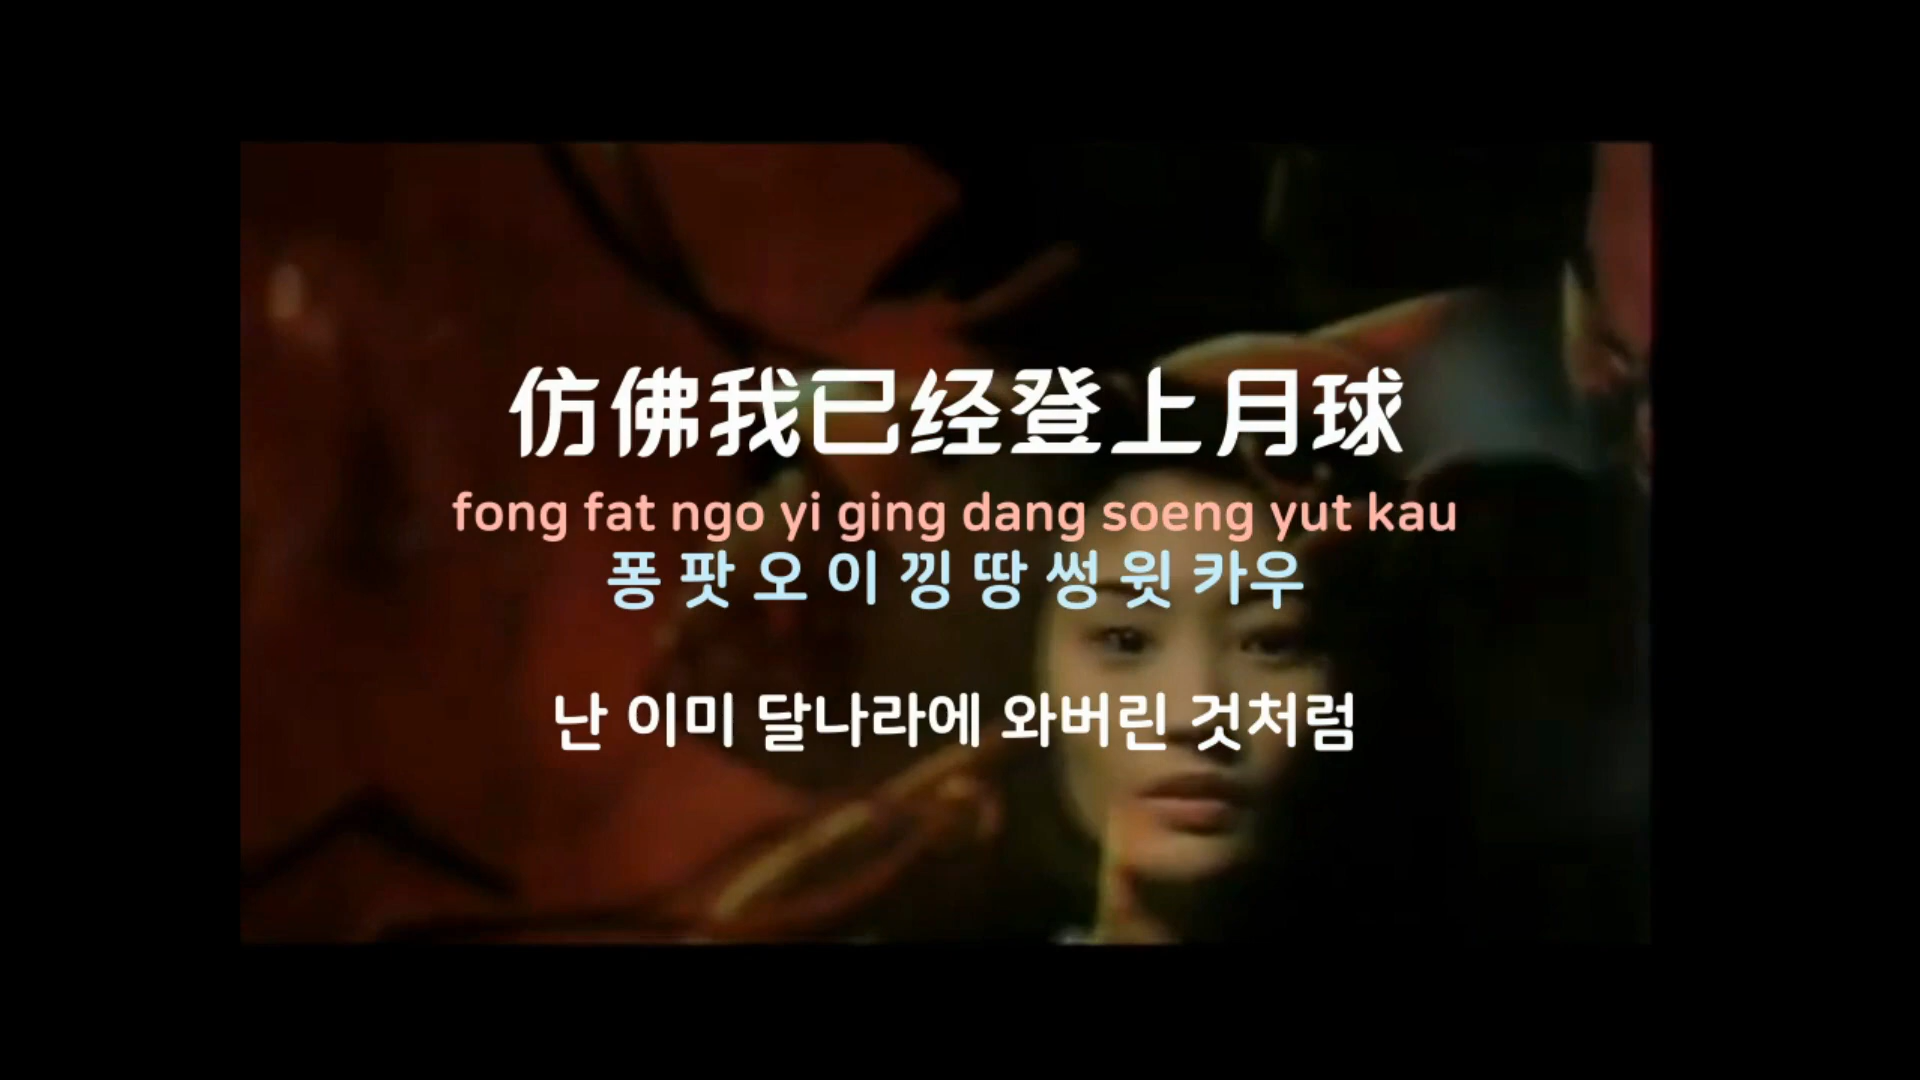 仿佛我已经登上月球
fong fat ngo yi ging dang soeng yut kau
퐁 팟 오 이 낑 땅 썽 윗 카우
난 이미 달나라에 와버린 것처럼